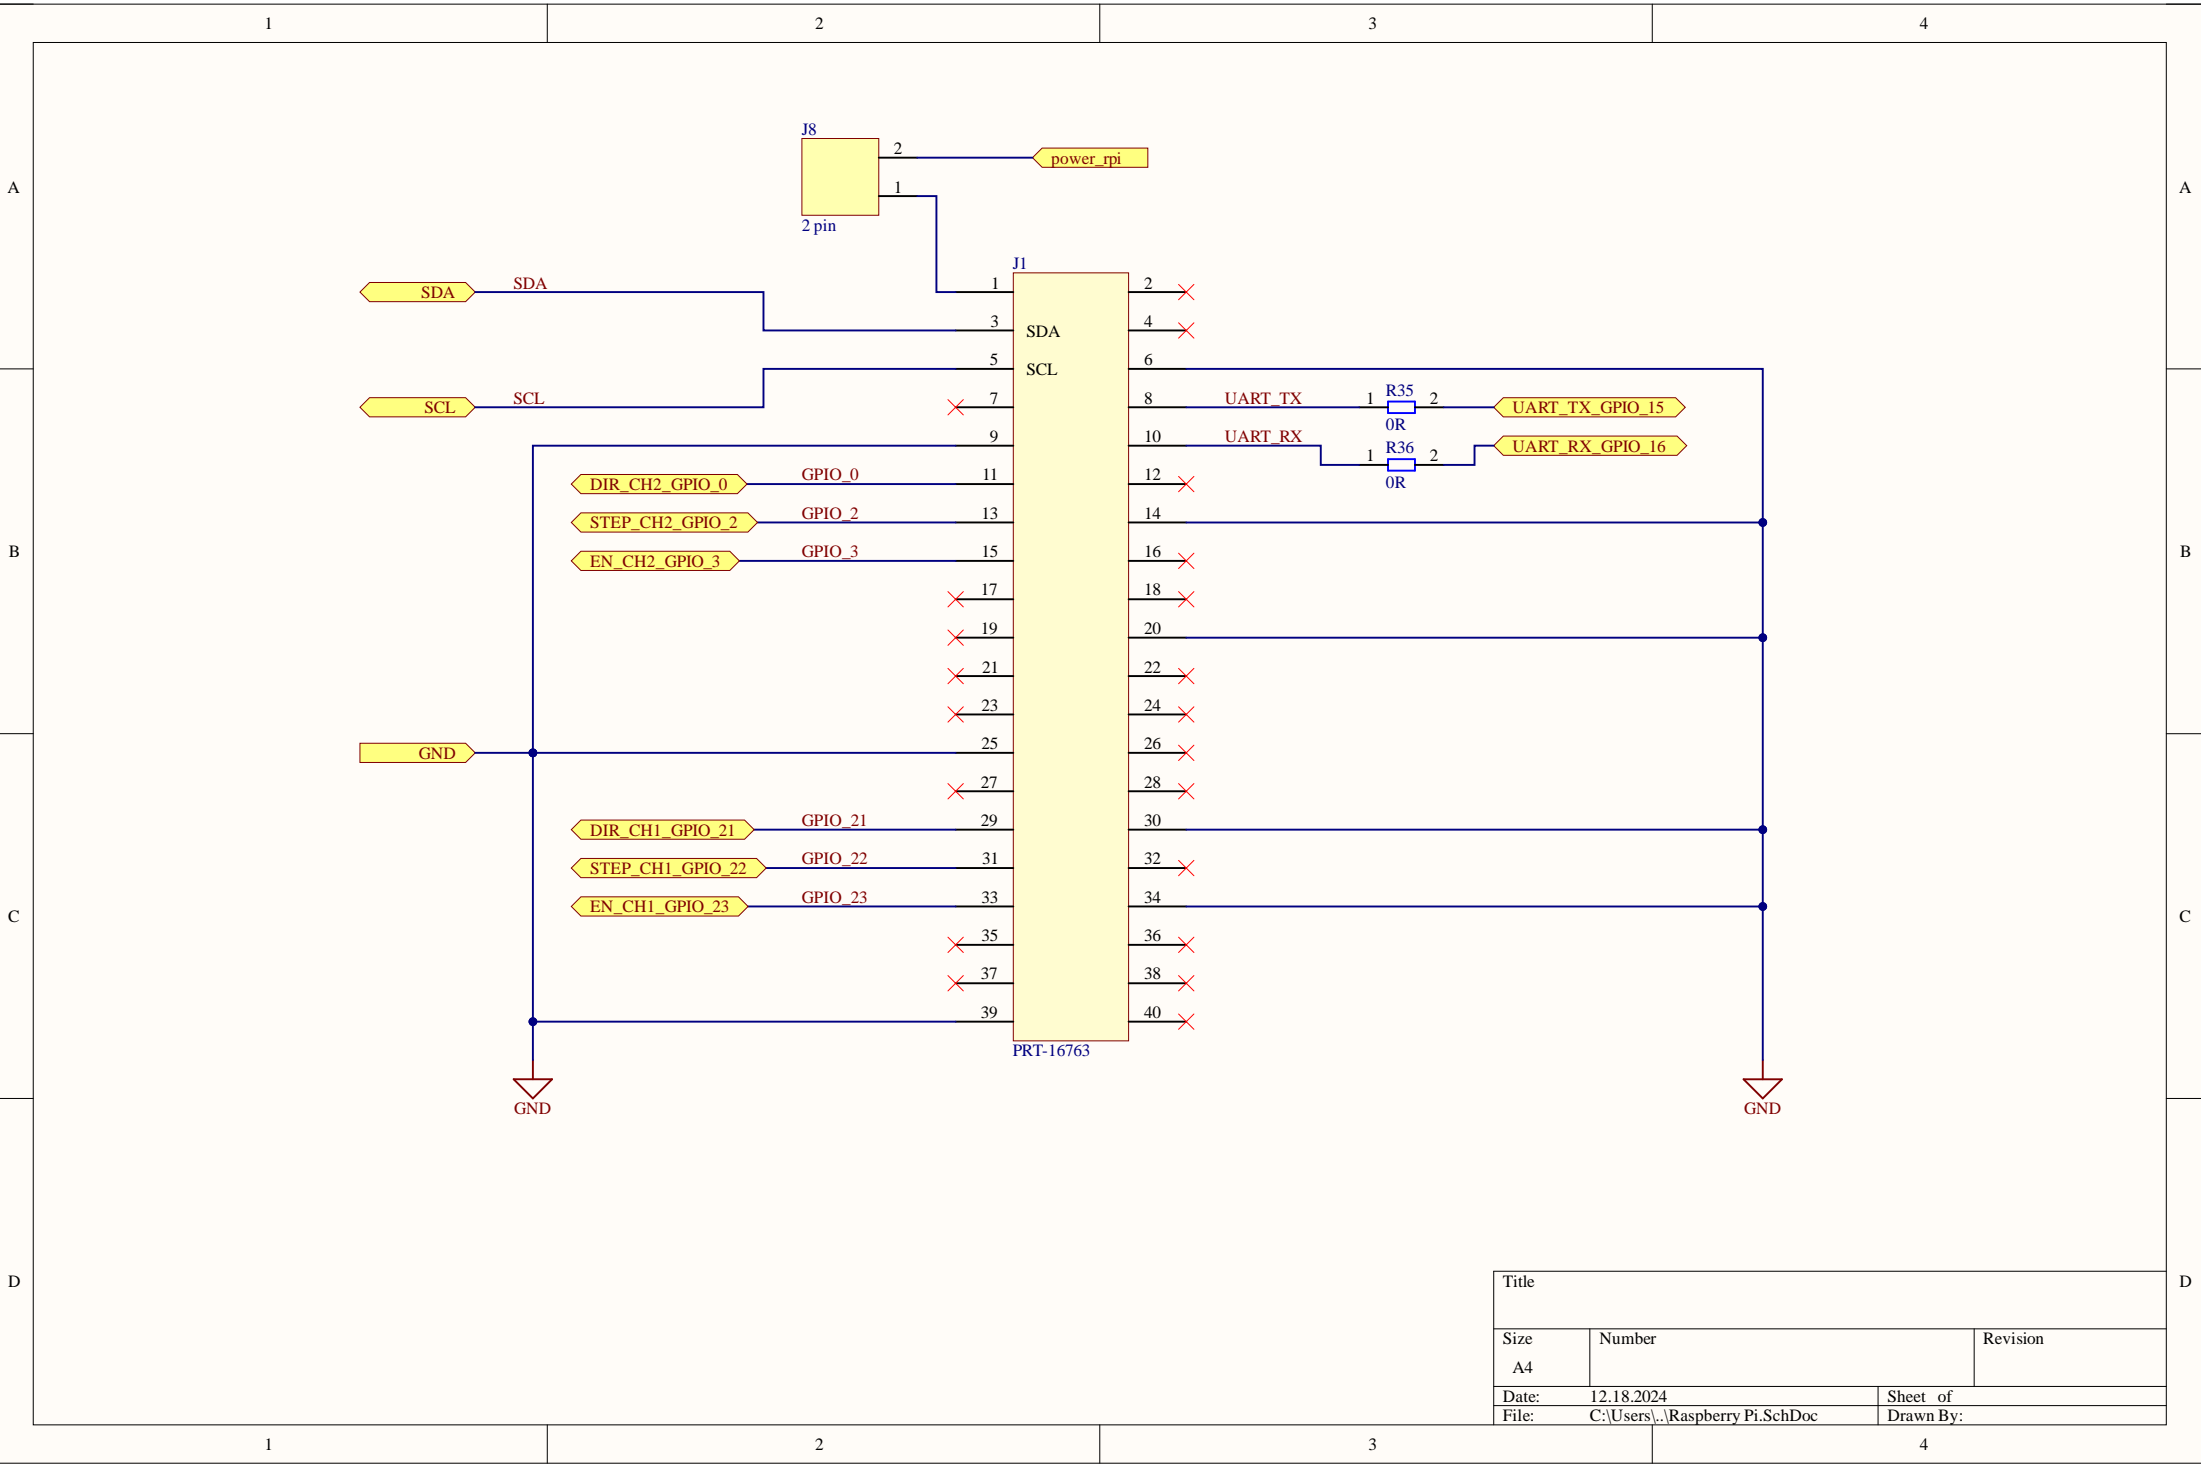 1 2 3 4
J8
2 power_rpi
A A
1
2 pin
J1
SDA SDA 1 2
3 SDA 4
5 SCL 6
SCL SCL 7 8 UART_TX 1 R35 2 UART_TX_GPIO_15
0R
9 10 UART_RX UART_RX_GPIO_16
1 R36 2
0R
DIR_CH2_GPIO_0 GPIO_0 11 12
STEP_CH2_GPIO_2 GPIO_2 13 14
B B
EN_CH2_GPIO_3 GPIO_3 15 16
17 18
19 20
21 22
23 24
GND 25 26
27 28
DIR_CH1_GPIO_21 GPIO_21 29 30
STEP_CH1_GPIO_22 GPIO_22 31 32
EN_CH1_GPIO_23 GPIO_23 33 34
C C
35 36
37 38
39 40
PRT-16763
GND GND
D D
Title
Size Number Revision
A4
Date: 12.18.2024 Sheet of
File: C:\Users\..\Raspberry Pi.SchDoc Drawn By:
1 2 3 4